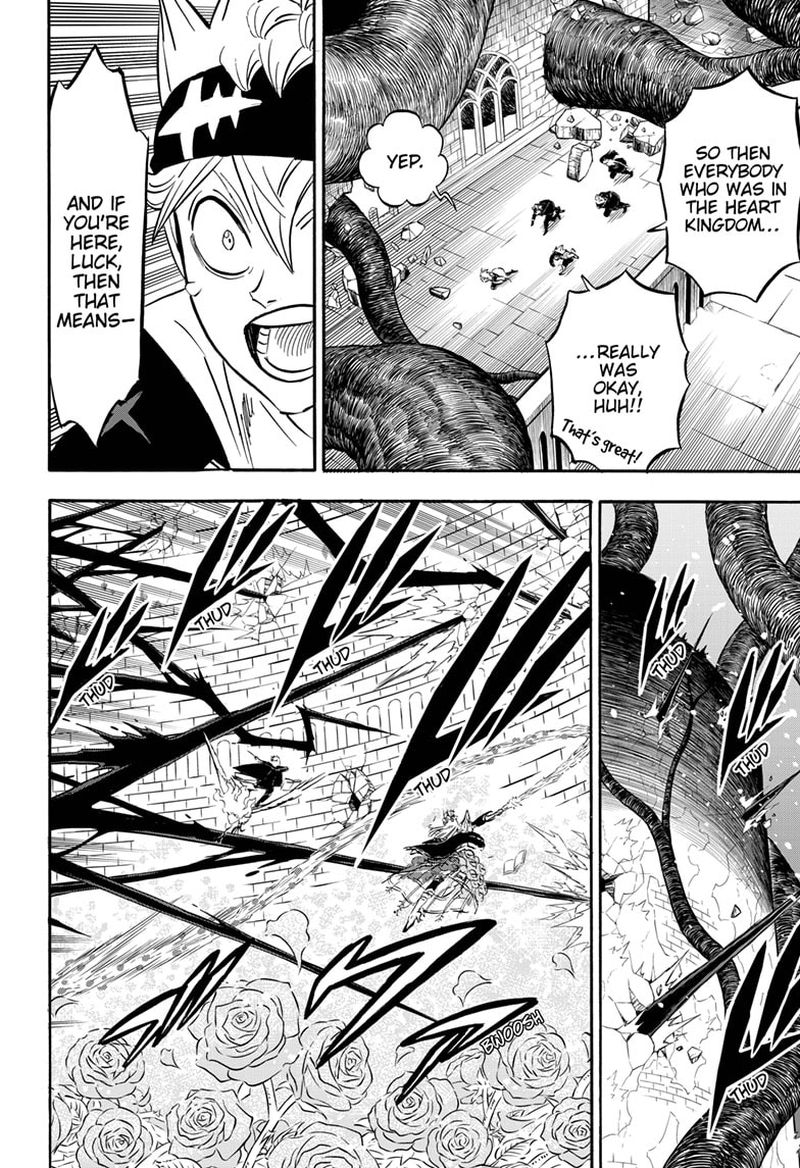 SO THEN
EVERYBODY
WHO WAS IN
THE HEART
KINGDOM...
YEP.
...REALLY
WAS
OKAY,
HUH!!
That's great!
AND IF
YOU'RE
HERE,
LUCK,
THEN
THAT
MEANS—
THUD
THUD
THUD
THUD
THUD
THUD
THUD
BWOOSH